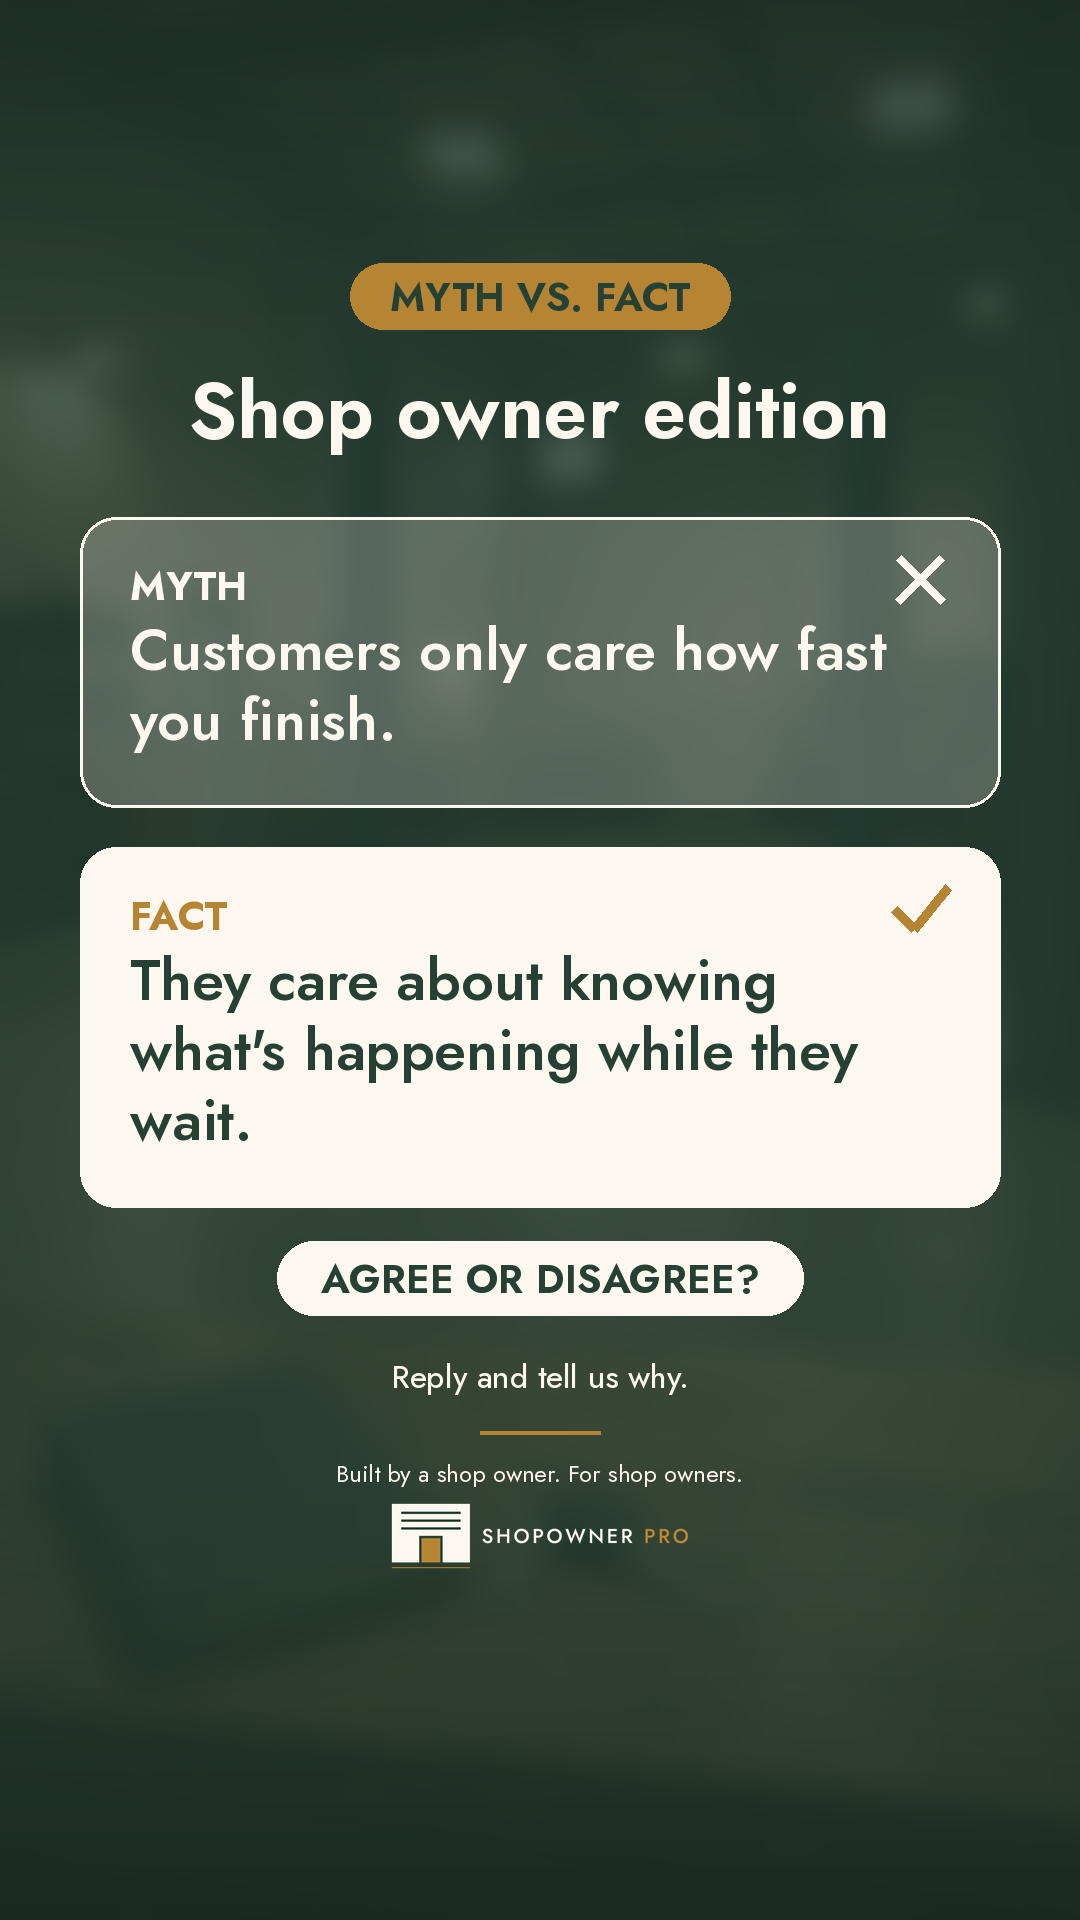 MYTH VS. FACT
Shop owner edition
MYTH
Customers only care how fast
you finish.
FACT
They care about knowing
what's happening while they
wait.
AGREE OR DISAGREE?
Reply and tell us why.
Built by a shop owner. For shop owners.
SHOPOWNER PRO